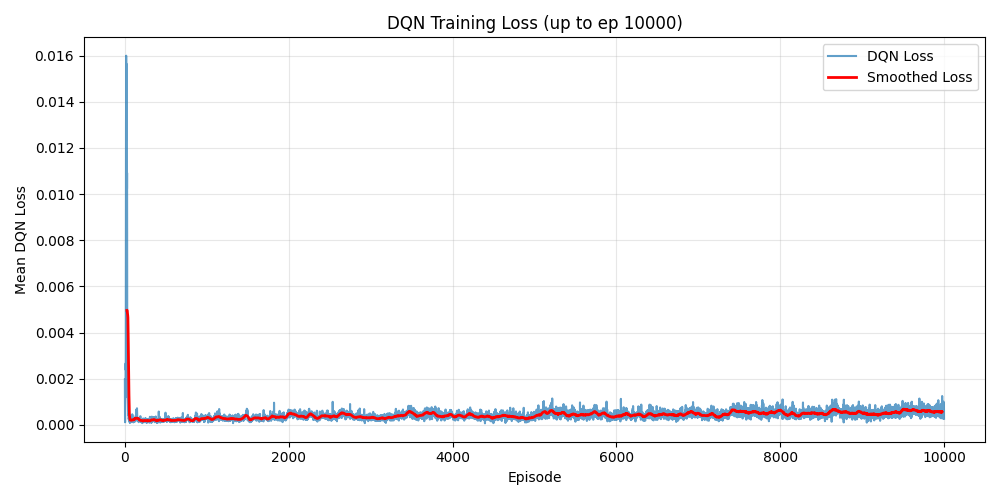 DQN Training Loss (up to ep 10000)
DQN Loss
Smoothed Loss
Mean DQN Loss
0.016
0.014
0.012
0.010
0.008
0.006
0.004
0.002
0.000
0 2000 4000 6000 8000 10000
Episode